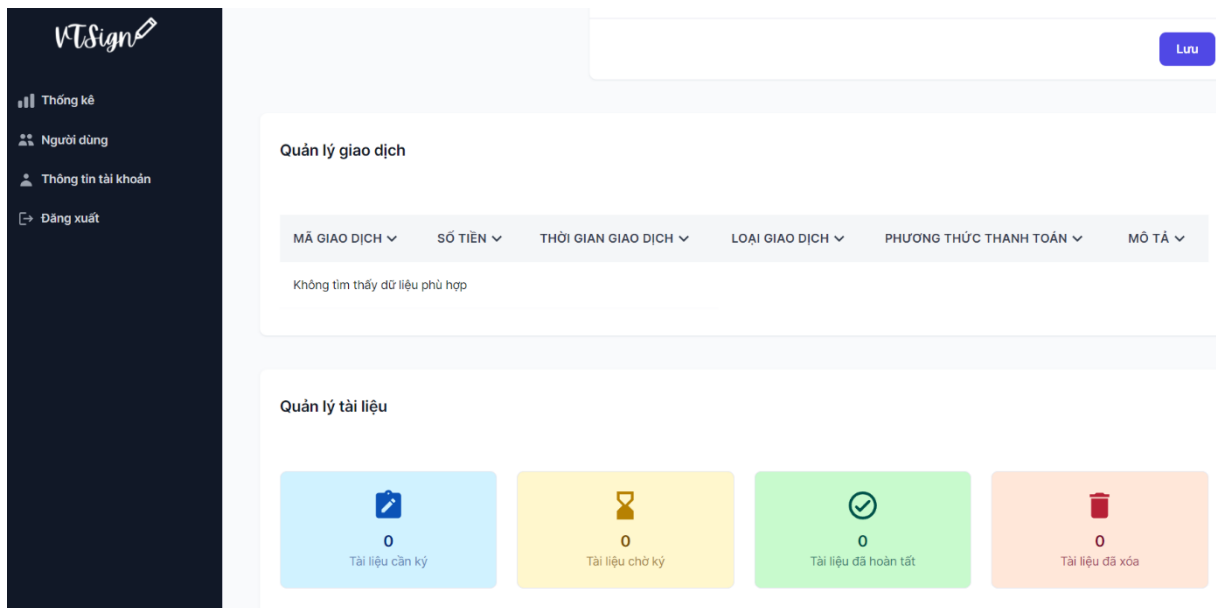 VTSign
Lưu
Thống kê
Người dùng
Thông tin tài khoản
Đăng xuất
Quản lý giao dịch
MÃ GIAO DỊCH SỐ TIỀN THỜI GIAN GIAO DỊCH LOẠI GIAO DỊCH PHƯƠNG THỨC THANH TOÁN MÔ TẢ
Không tìm thấy dữ liệu phù hợp
Quản lý tài liệu
0
Tài liệu cần ký
0
Tài liệu chờ ký
0
Tài liệu đã hoàn tất
0
Tài liệu đã xóa